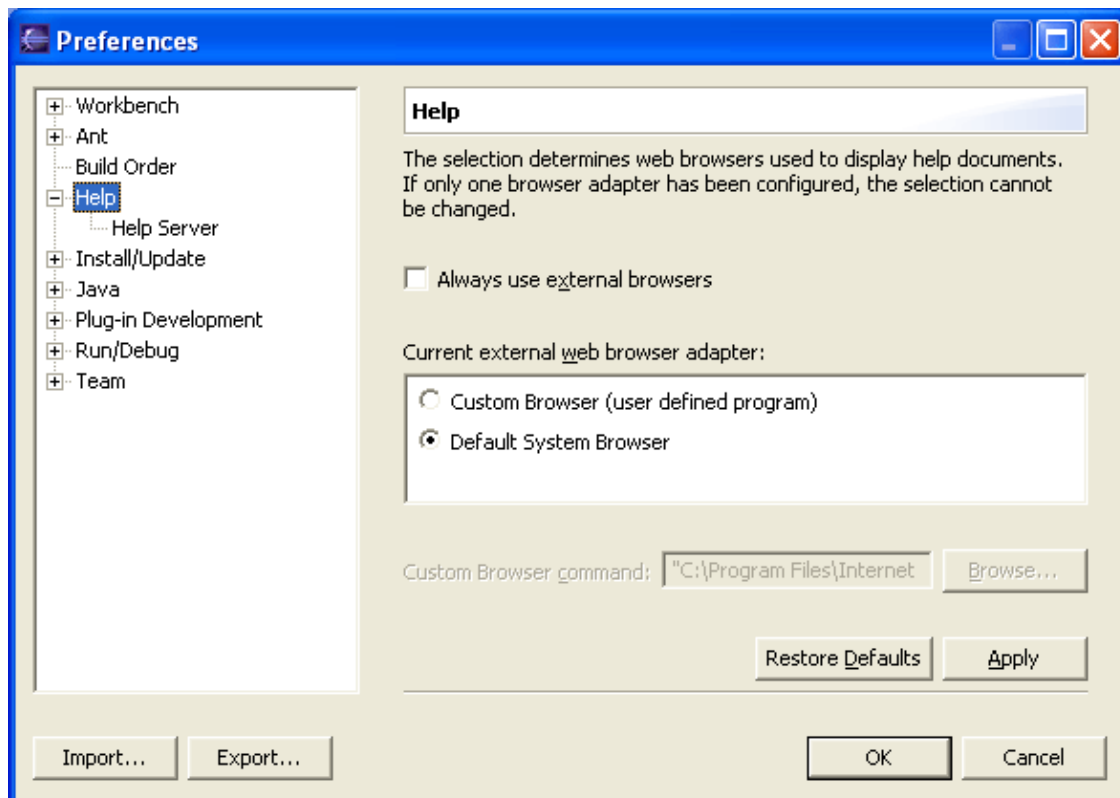 Preferences
Workbench
Ant
Build Order
Help
Help Server
Install/Update
Java
Plug-in Development
Run/Debug
Team
Help
The selection determines web browsers used to display help documents.
If only one browser adapter has been configured, the selection cannot
be changed.
Always use external browsers
Current external web browser adapter:
Custom Browser (user defined program)
Default System Browser
Custom Browser command: "C:\Program Files\Internet Browse...
Restore Defaults Apply
Import... Export... OK Cancel